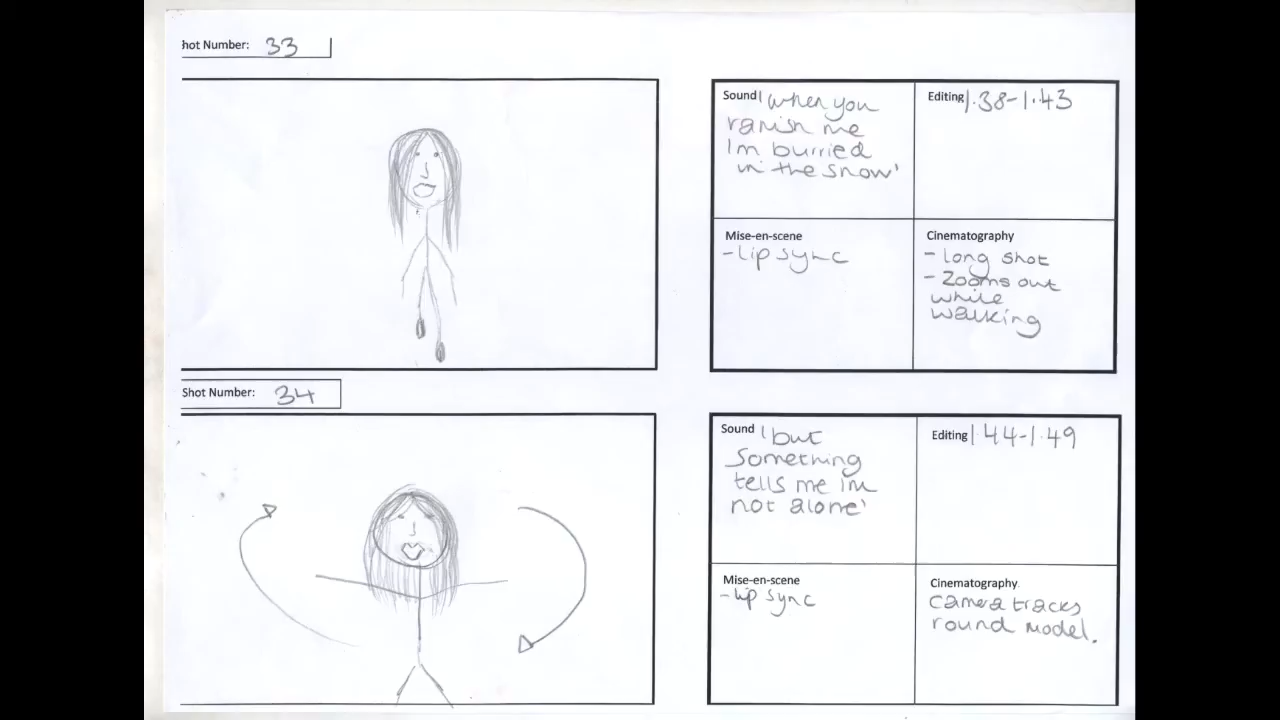 hot Number: 33
Sound 'when you
vanish me
I'm burried
in the snow'
Editing 1.38-1.43
Mise-en-scene
- lip sync
Cinematography
- long shot
- Zooms out
while
walking
Shot Number: 34
Sound 'but
Something
tells me I'm
not alone'
Editing 1.44-1.49
Mise-en-scene
- lip sync
Cinematography
camera tracks
round model.